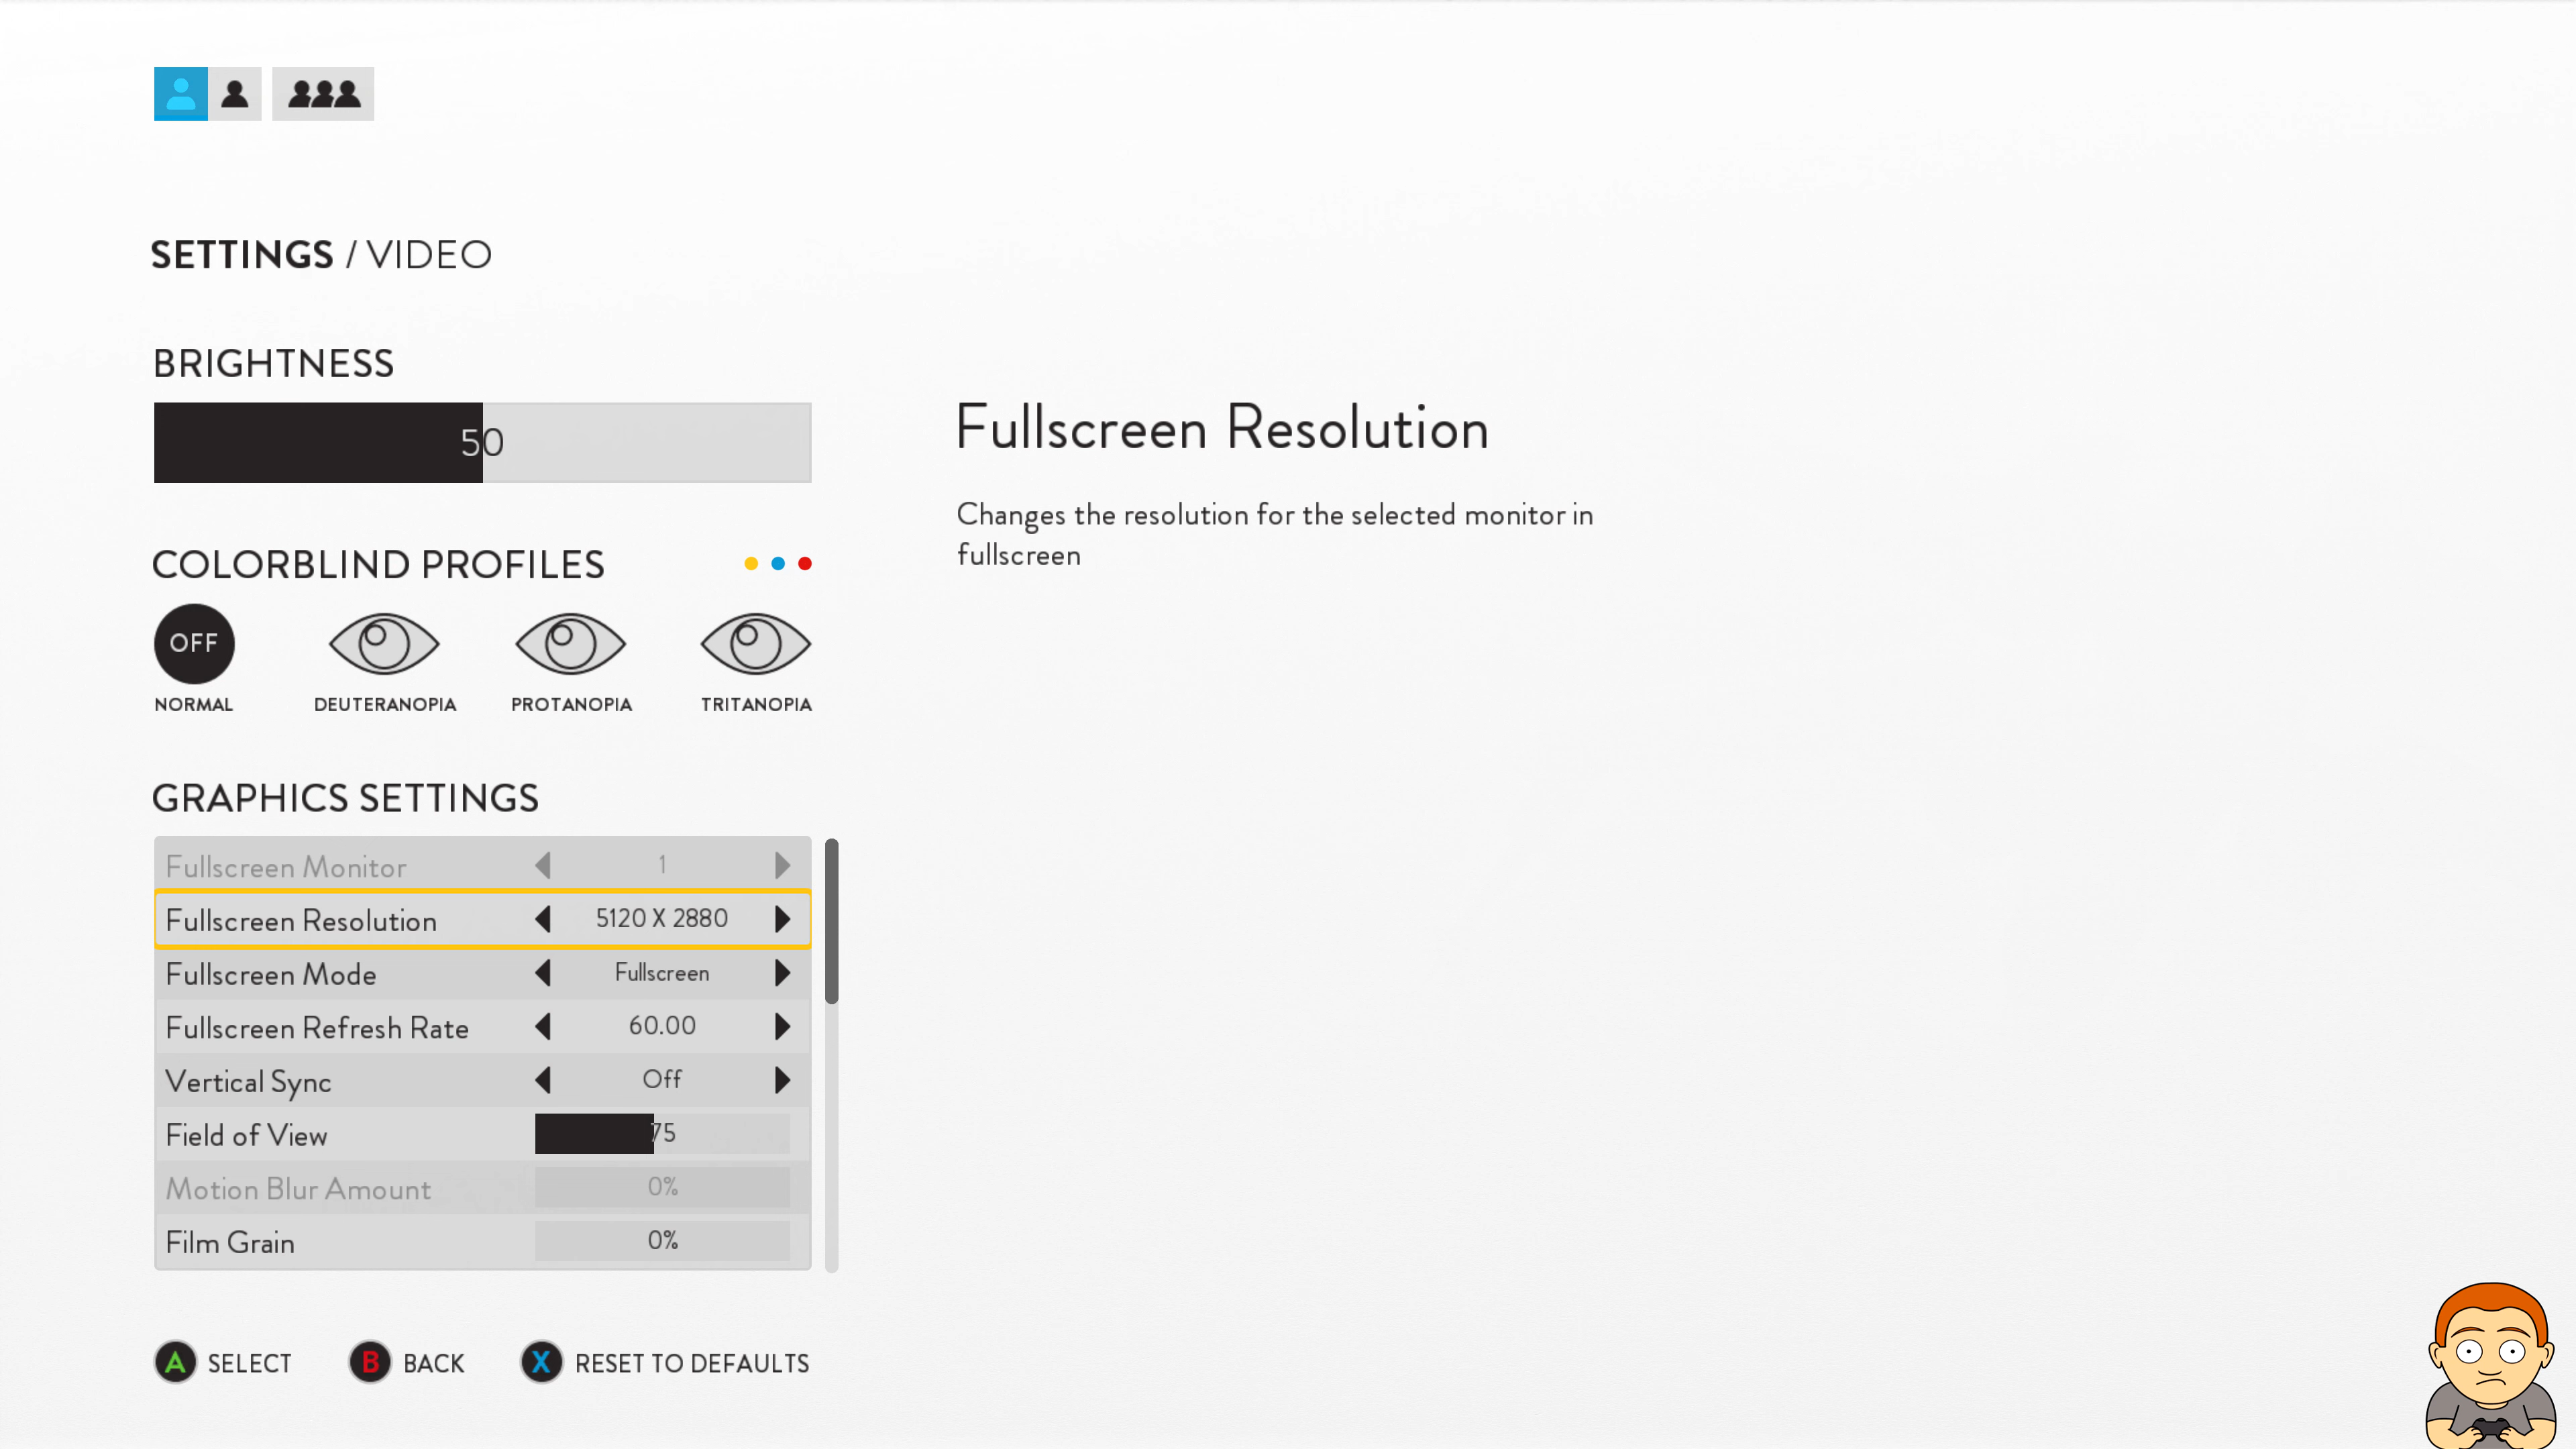 SETTINGS / VIDEO
BRIGHTNESS
50
Fullscreen Resolution
Changes the resolution for the selected monitor in
fullscreen
COLORBLIND PROFILES
OFF
NORMAL DEUTERANOPIA PROTANOPIA TRITANOPIA
GRAPHICS SETTINGS
Fullscreen Monitor 1
Fullscreen Resolution 5120 X 2880
Fullscreen Mode Fullscreen
Fullscreen Refresh Rate 60.00
Vertical Sync Off
Field of View 75
Motion Blur Amount 0%
Film Grain 0%
A SELECT B BACK X RESET TO DEFAULTS